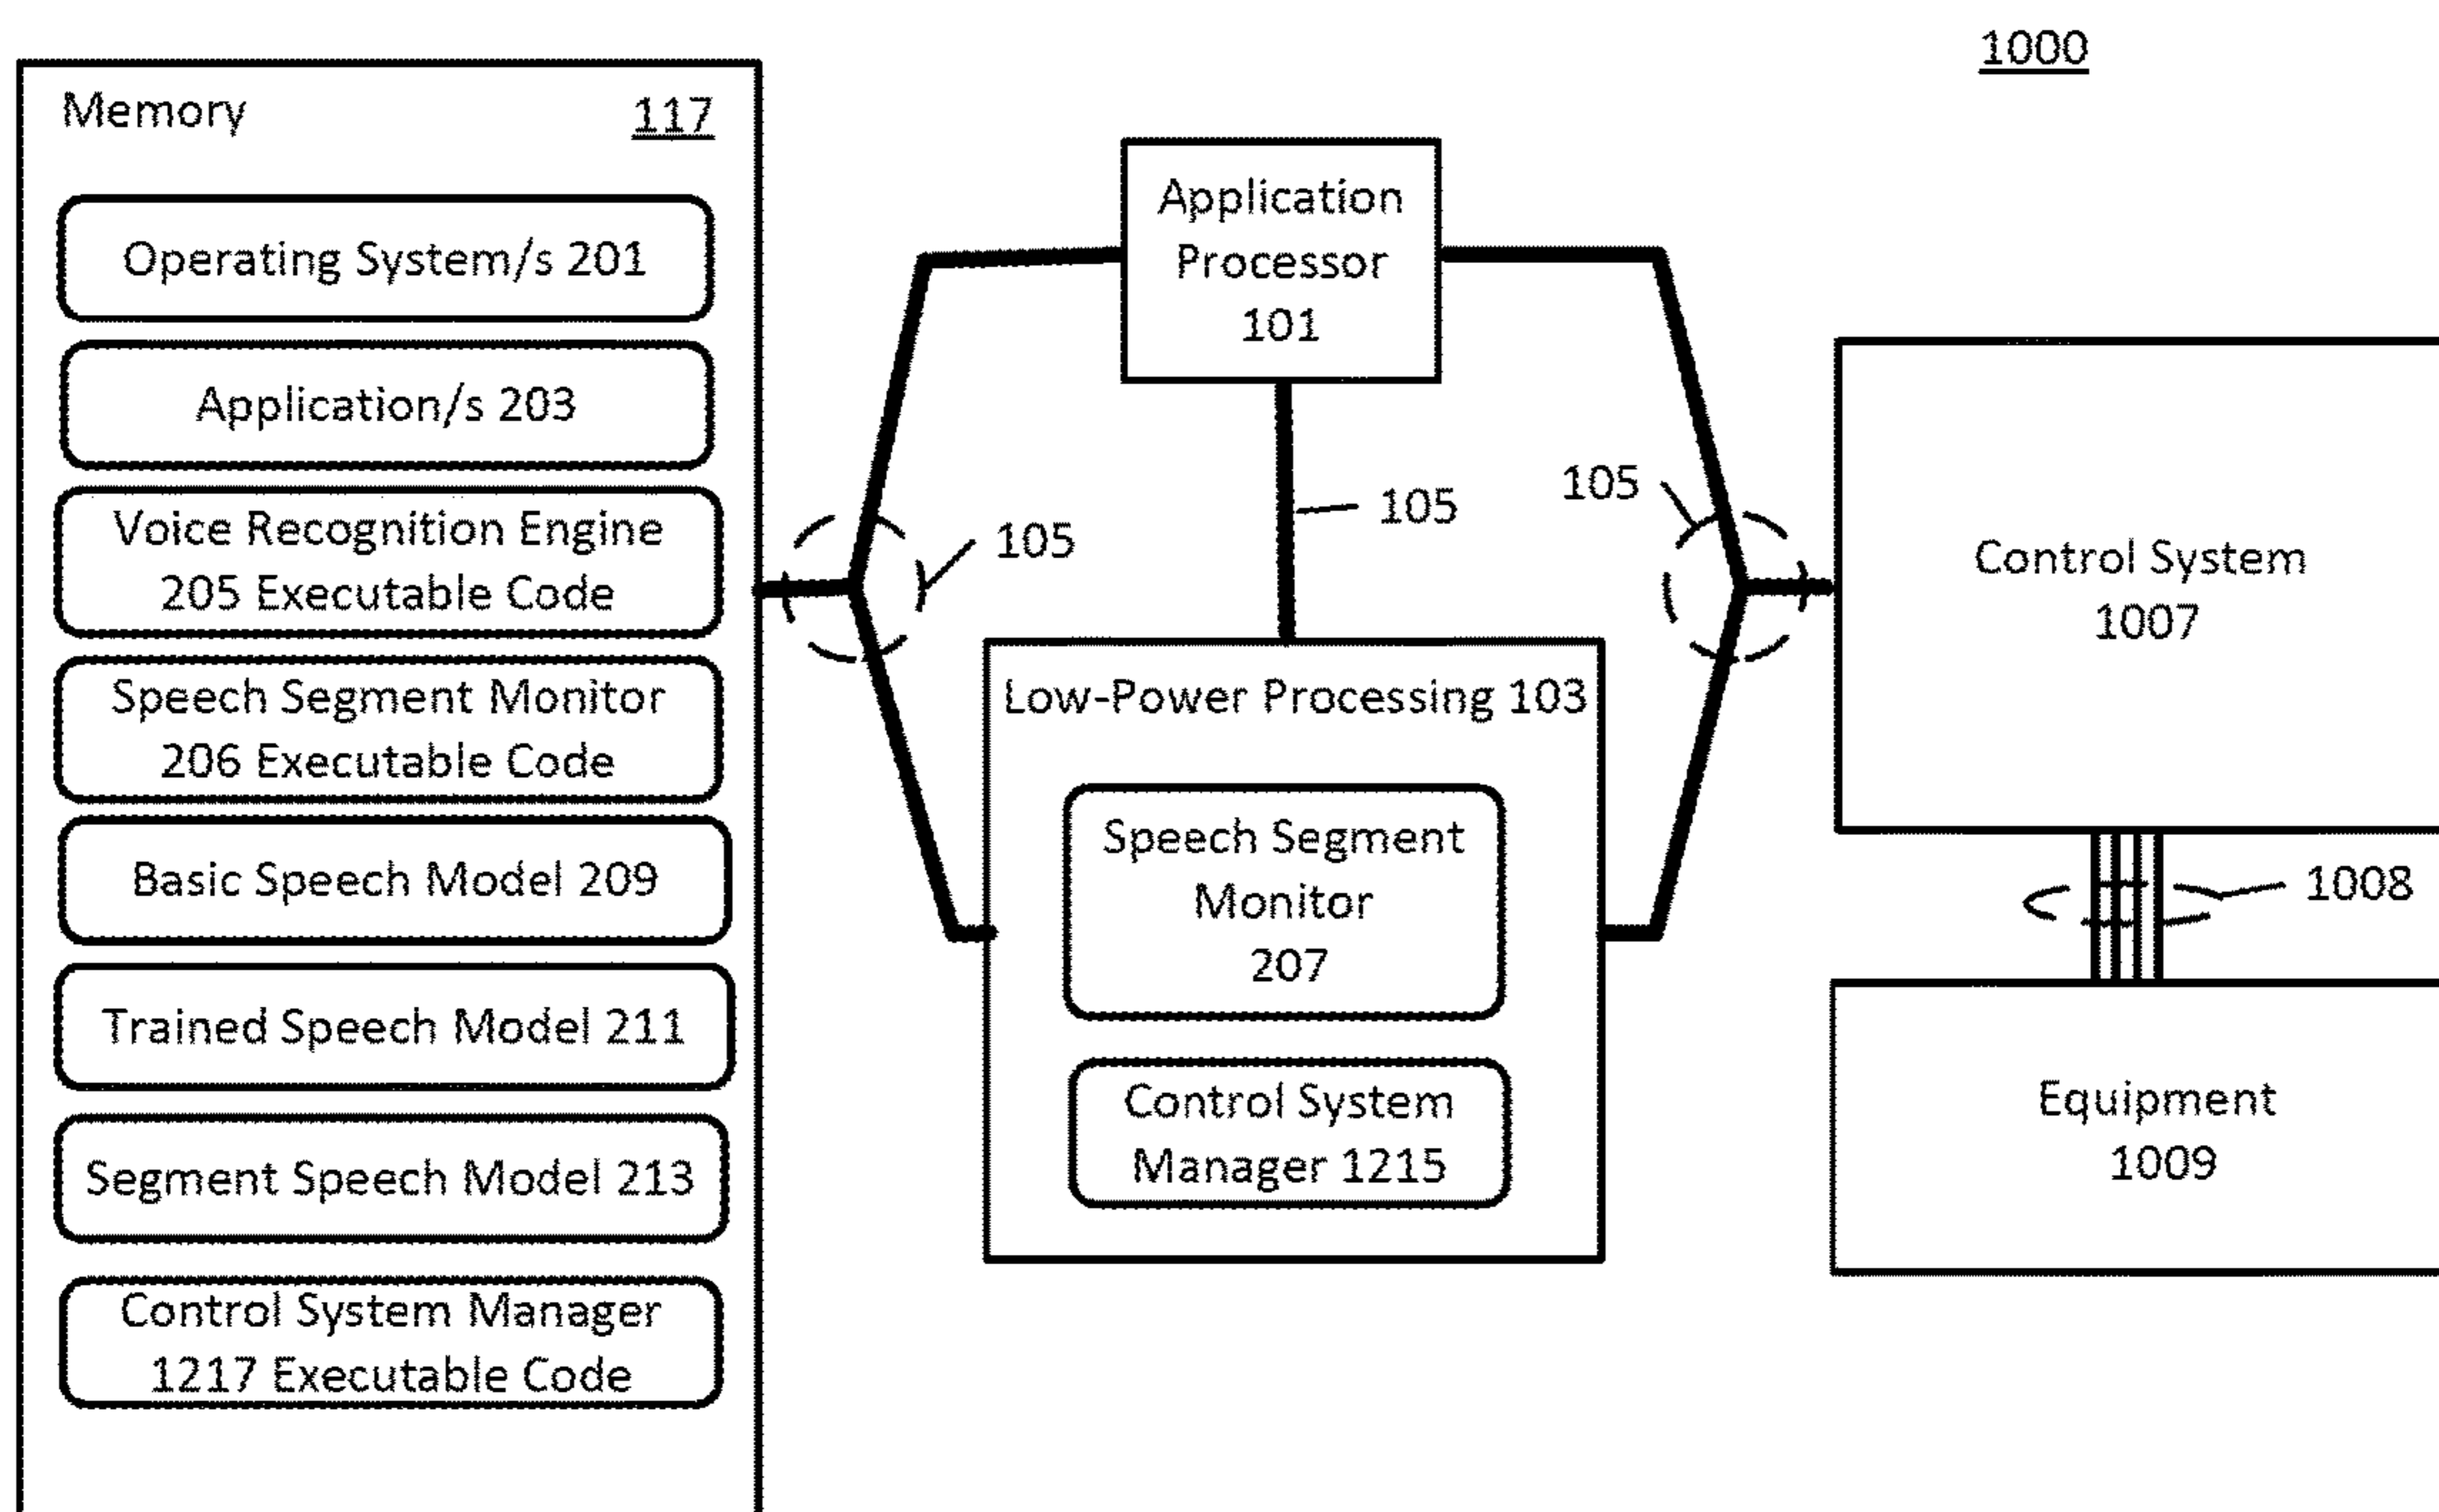 1000
Memory 117
Operating System/s 201
Application/s 203
Voice Recognition Engine
205 Executable Code
Speech Segment Monitor
206 Executable Code
Basic Speech Model 209
Trained Speech Model 211
Segment Speech Model 213
Control System Manager
1217 Executable Code
105
Application
Processor
101
105
Low-Power Processing 103
Speech Segment
Monitor
207
Control System
Manager 1215
105
Control System
1007
1008
Equipment
1009